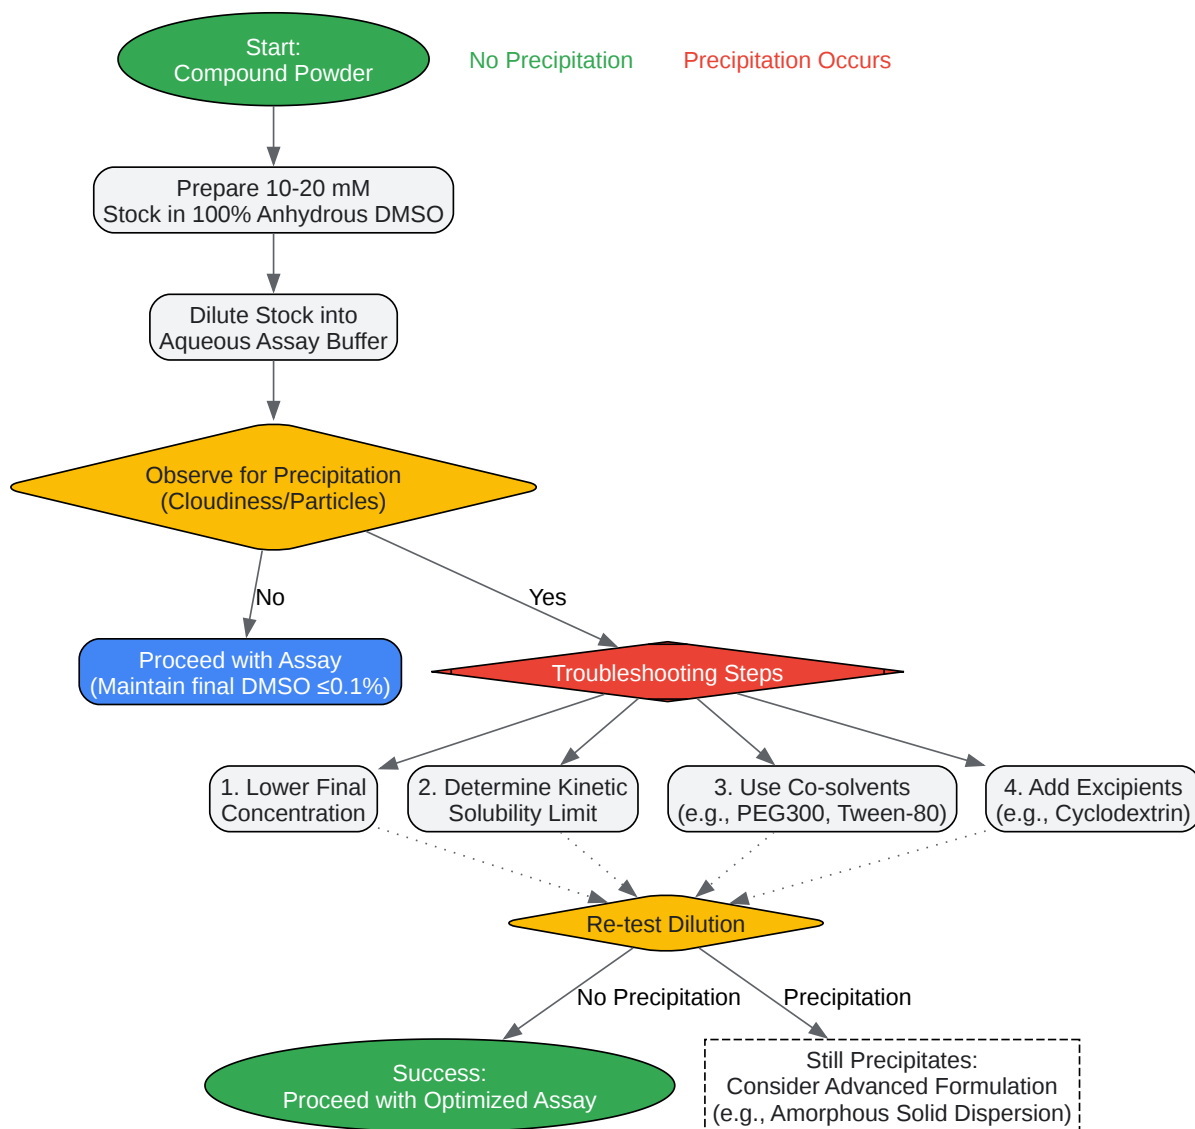 Start:
Compound Powder
No Precipitation
Precipitation Occurs
Prepare 10-20 mM
Stock in 100% Anhydrous DMSO
Dilute Stock into
Aqueous Assay Buffer
Observe for Precipitation
(Cloudiness/Particles)
No
Yes
Proceed with Assay
(Maintain final DMSO ≤0.1%)
Troubleshooting Steps
1. Lower Final
Concentration
2. Determine Kinetic
Solubility Limit
3. Use Co-solvents
(e.g., PEG300, Tween-80)
4. Add Excipients
(e.g., Cyclodextrin)
Re-test Dilution
No Precipitation
Precipitation
Success:
Proceed with Optimized Assay
Still Precipitates:
Consider Advanced Formulation
(e.g., Amorphous Solid Dispersion)